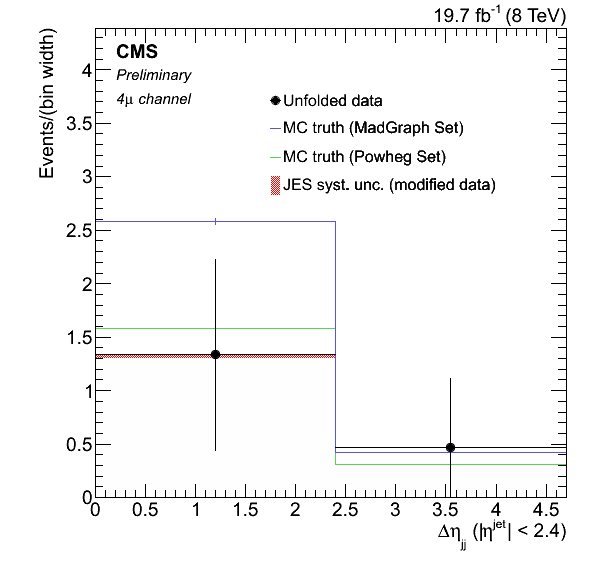 19.7 fb⁻¹ (8 TeV)
CMS
Preliminary
4μ channel
Unfolded data
MC truth (MadGraph Set)
MC truth (Powheg Set)
JES syst. unc. (modified data)
Events/(bin width)
4
3.5
3
2.5
2
1.5
1
0.5
0
0 0.5 1 1.5 2 2.5 3 3.5 4 4.5
Δη_jj (|η^jet| < 2.4)